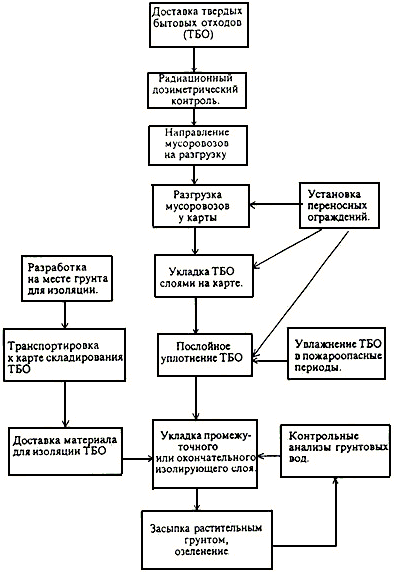 Доставка твердых
бытовых отходов
(ТБО)
Радиационный
дозиметрический
контроль.
Направление
мусоровозов
на разгрузку
Разгрузка
мусоровозов
у карты
Установка
переносных
ограждений.
Укладка ТБО
слоями на карте.
Разработка
на месте грунта
для изоляции.
Транспортировка
к карте складирования
ТБО
Послойное
уплотнение ТБО
Увлажнение ТБО
в пожароопасные
периоды.
Доставка материала
для изоляции ТБО
Укладка промежу-
точного
или окончательного
изолирующего слоя.
Контрольные
анализы грунтовых
вод.
Засыпка растительным
грунтом,
озеленение